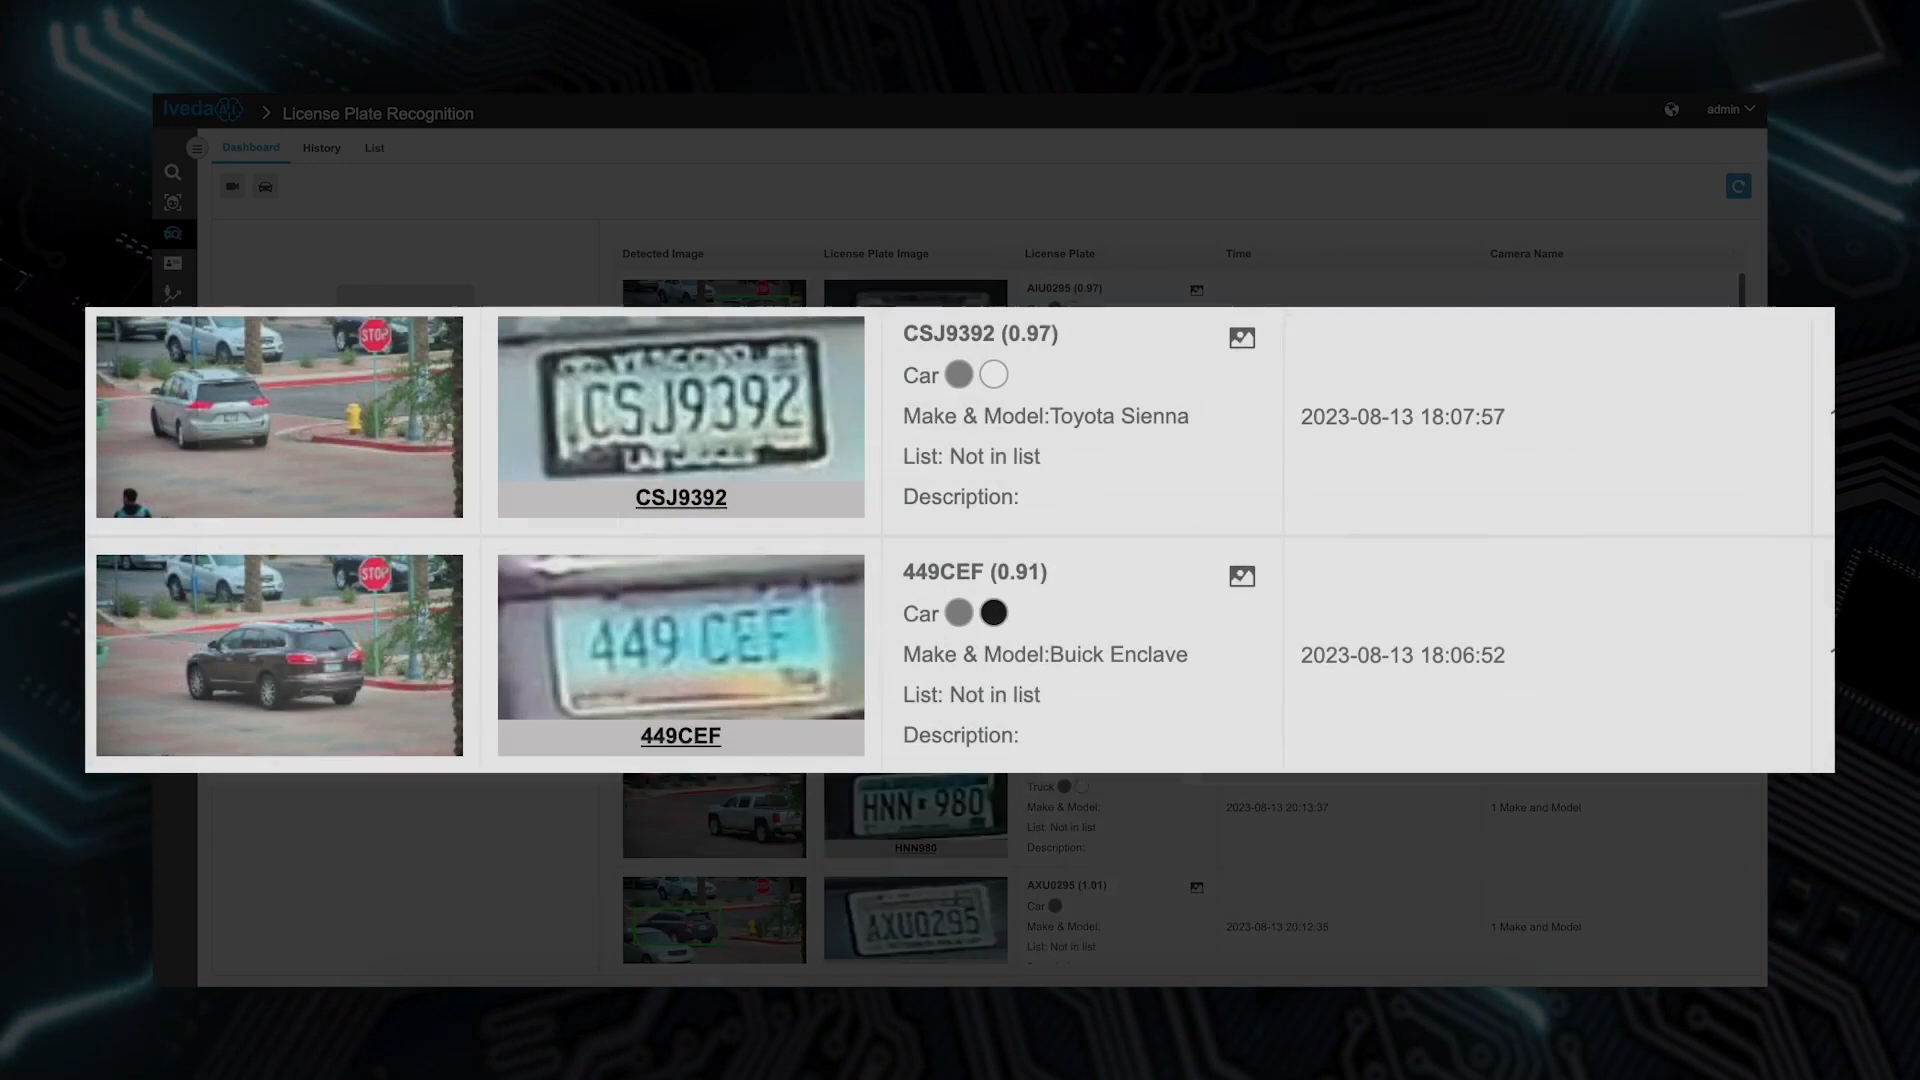 IvedaAI > License Plate Recognition
admin
Dashboard History List
Detected Image License Plate Image License Plate Time Camera Name
STOP
AIU0295 (0.97)
STOP
CSJ9392
CSJ9392
CSJ9392 (0.97)
Car
Make & Model:Toyota Sienna
List: Not in list
Description:
2023-08-13 18:07:57
STOP
449 CEF
449CEF
449CEF (0.91)
Car
Make & Model:Buick Enclave
List: Not in list
Description:
2023-08-13 18:06:52
HNN 980
HNN980
Truck
Make & Model:
List: Not in list
Description:
2023-08-13 20:13:37
1 Make and Model
STOP
AXU0295
AXU0295 (1.01)
Car
Make & Model:
List: Not in list
2023-08-13 20:12:35
1 Make and Model